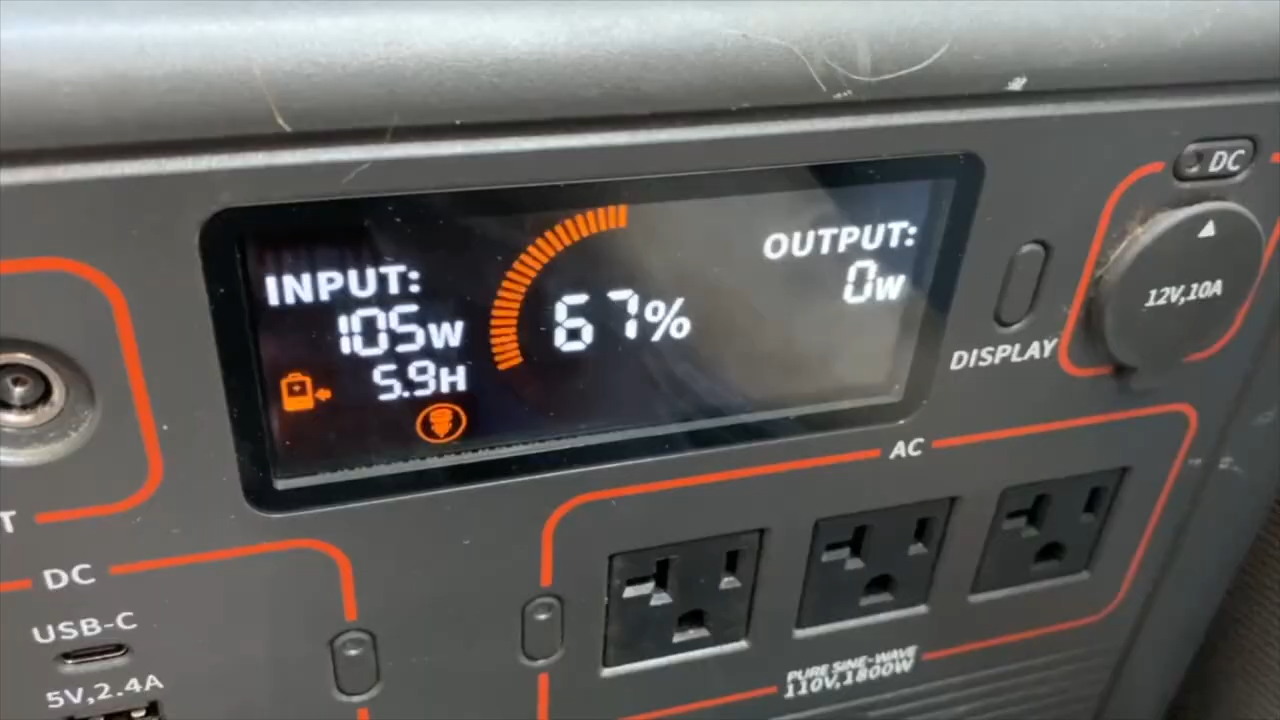 INPUT:
105W
5.9H
67%
OUTPUT:
0W
DISPLAY
DC
12V,10A
T
AC
PURE SINE-WAVE
110V,1800W
DC
USB-C
5V,2.4A